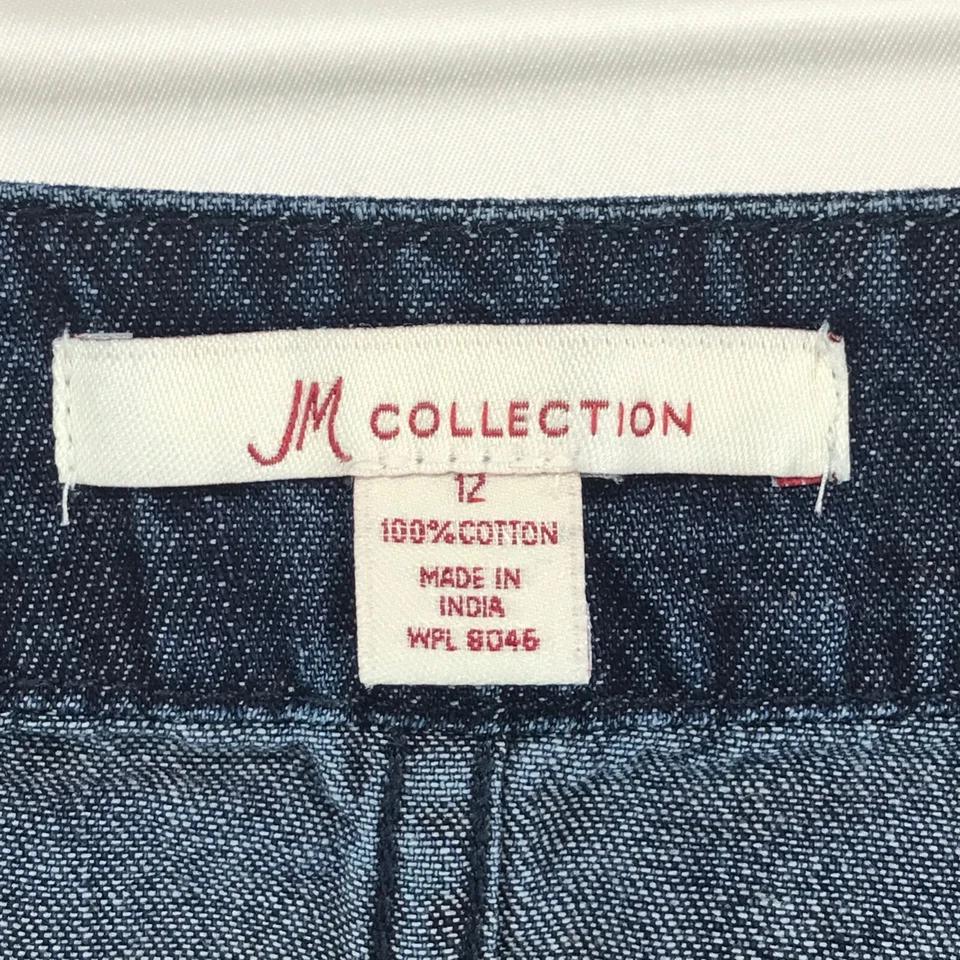 JM COLLECTION
12
100% COTTON
MADE IN
INDIA
WPL 8046